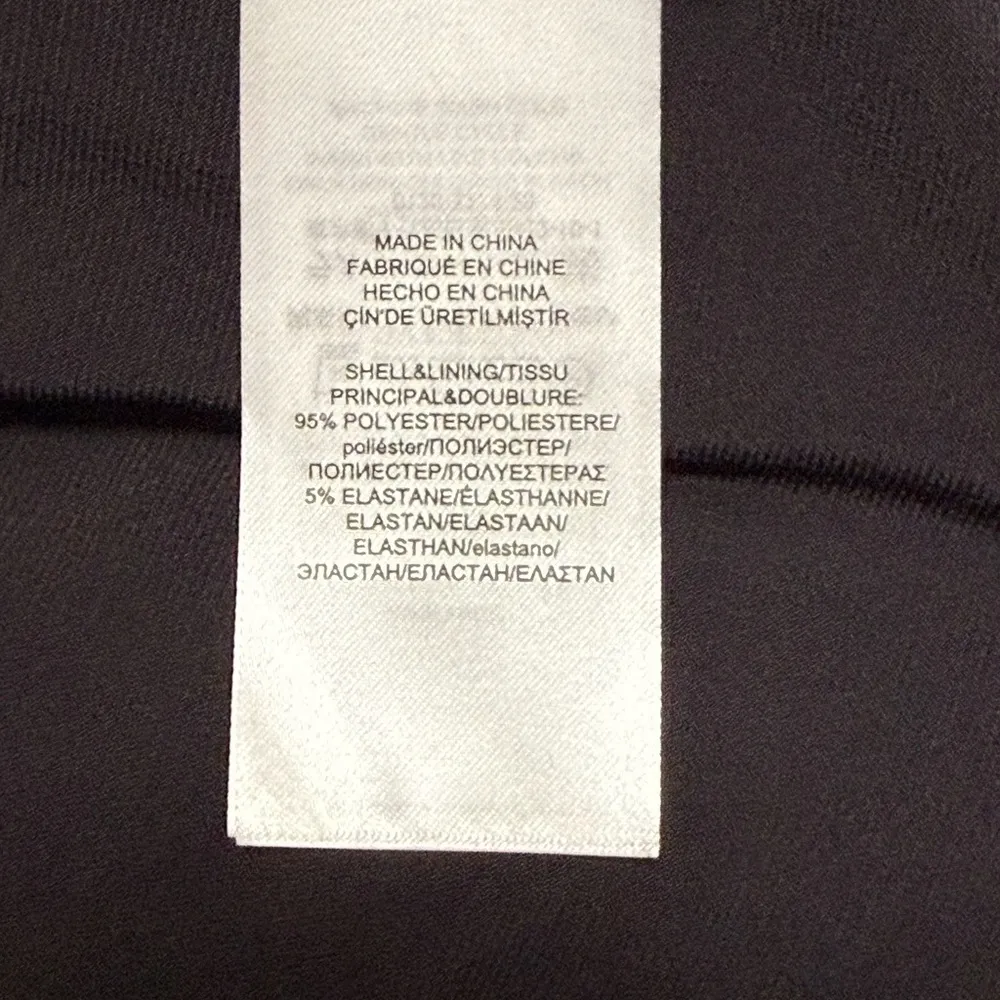 MADE IN CHINA
FABRIQUÉ EN CHINE
HECHO EN CHINA
ÇİN'DE ÜRETİLMİŞTİR
SHELL&LINING/TISSU
PRINCIPAL&DOUBLURE:
95% POLYESTER/POLIESTERE/
poliéster/ПОЛИЭСТЕР/
ПОЛИЕСТЕР/ΠΟΛΥΕΣΤΕΡΑΣ
5% ELASTANE/ÉLASTHANNE/
ELASTAN/ELASTAAN/
ELASTHAN/elastano/
ЭЛАСТАН/ЕЛАСТАН/ΕΛΑΣΤΑΝ